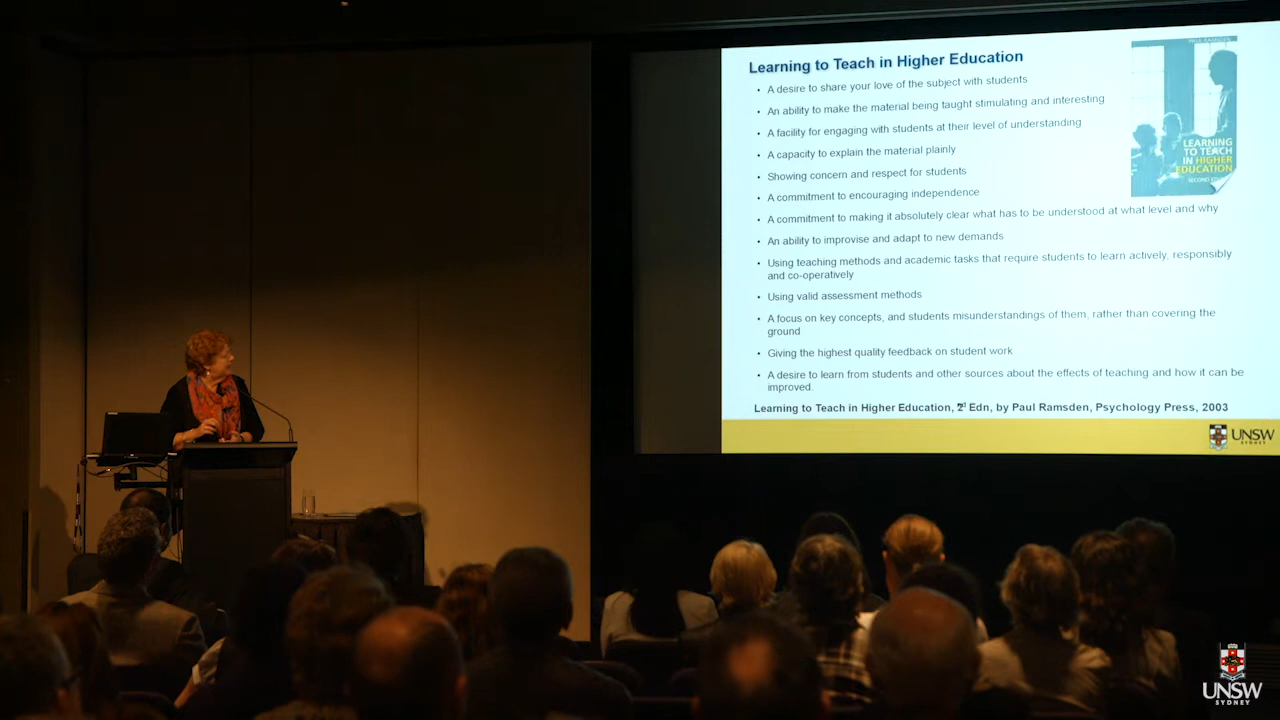 Learning to Teach in Higher Education
• A desire to share your love of the subject with students
• An ability to make the material being taught stimulating and interesting
• A facility for engaging with students at their level of understanding
• A capacity to explain the material plainly
• Showing concern and respect for students
• A commitment to encouraging independence
• A commitment to making it absolutely clear what has to be understood at what level and why
• An ability to improvise and adapt to new demands
• Using teaching methods and academic tasks that require students to learn actively, responsibly
and co-operatively
• Using valid assessment methods
• A focus on key concepts, and students misunderstandings of them, rather than covering the
ground
• Giving the highest quality feedback on student work
• A desire to learn from students and other sources about the effects of teaching and how it can be
improved.
Learning to Teach in Higher Education, 2nd Edn, by Paul Ramsden, Psychology Press, 2003
PAUL RAMSDEN
LEARNING
TO TEACH
IN HIGHER
EDUCATION
SECOND
UNSW
SYDNEY
UNSW
SYDNEY